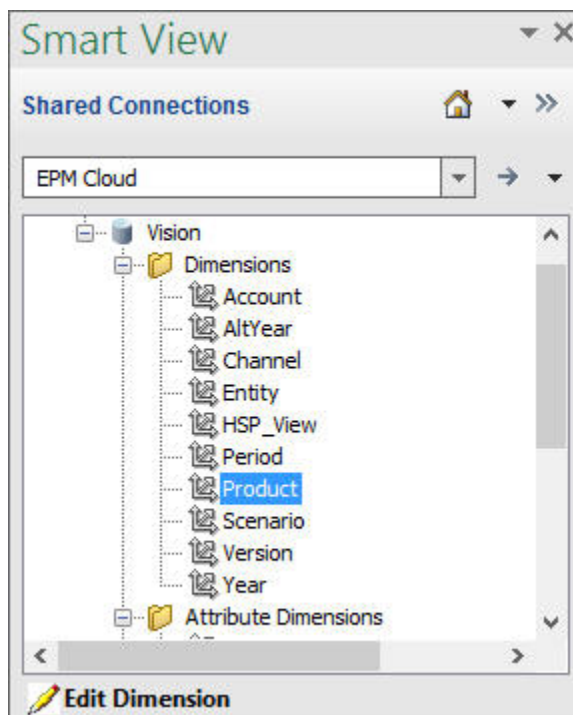 Smart View
Shared Connections
EPM Cloud
Vision
Dimensions
Account
AltYear
Channel
Entity
HSP_View
Period
Product
Scenario
Version
Year
Attribute Dimensions
Edit Dimension